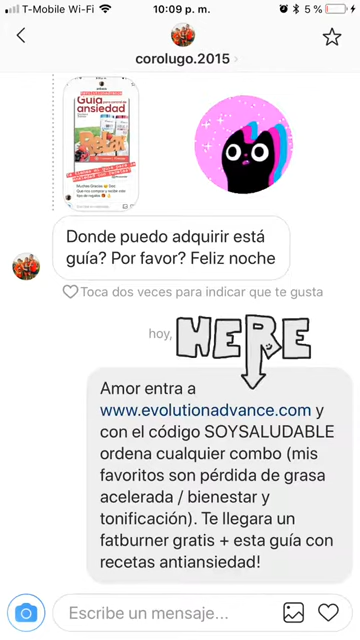 T-Mobile Wi-Fi 10:09 p. m. 5 %
corolugo.2015 >
Guía
ansiedad
Donde puedo adquirir está
guía? Por favor? Feliz noche
Toca dos veces para indicar que te gusta
hoy,
HERE
Amor entra a
www.evolutionadvance.com y
con el código SOYSALUDABLE
ordena cualquier combo (mis
favoritos son pérdida de grasa
acelerada / bienestar y
tonificación). Te llegara un
fatburner gratis + esta guía con
recetas antiansiedad!
Escribe un mensaje...